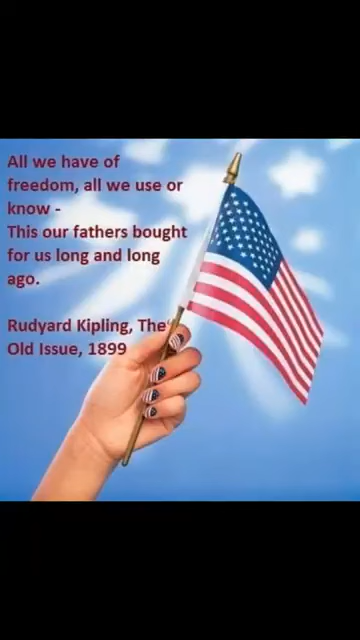 All we have of
freedom, all we use or
know -
This our fathers bought
for us long and long
ago.
Rudyard Kipling, The
Old Issue, 1899